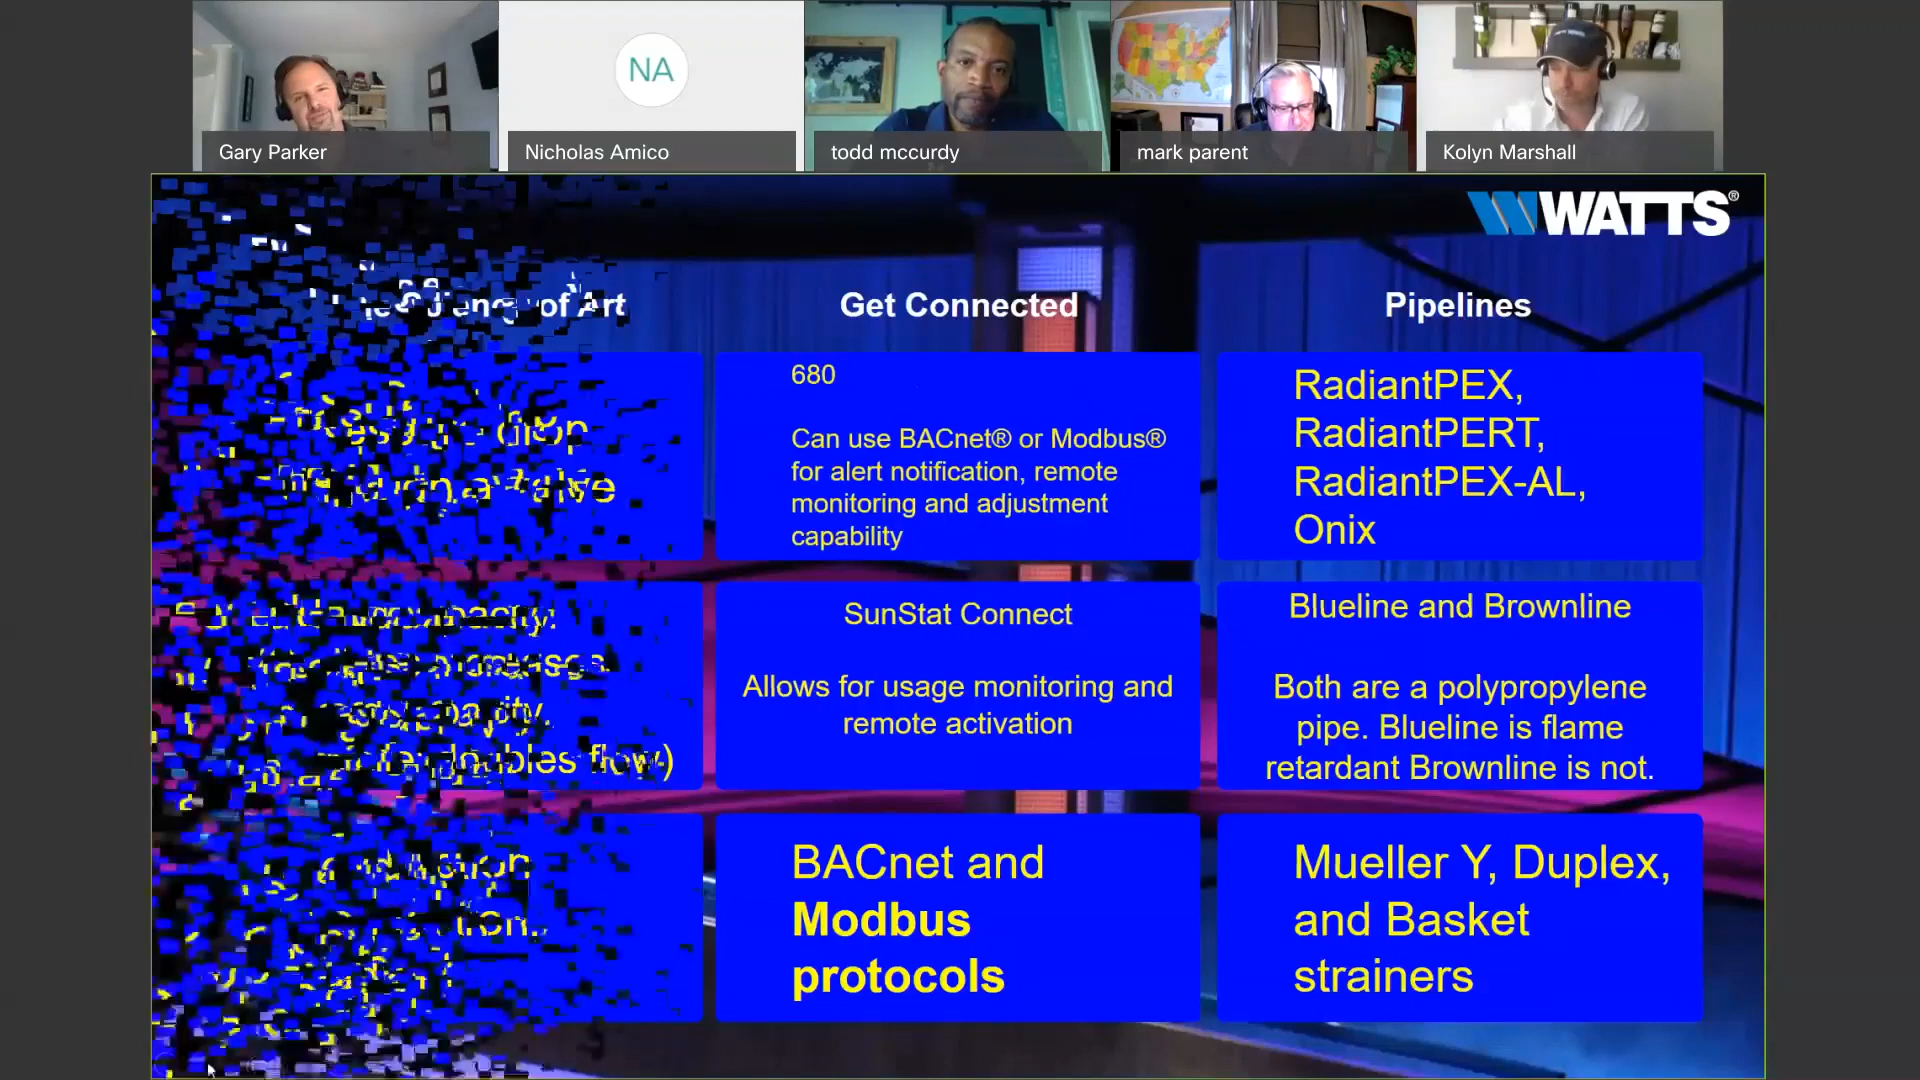 NA
Gary Parker
Nicholas Amico
todd mccurdy
mark parent
Kolyn Marshall
WATTS®
of Art
Get Connected
Pipelines
680
Can use BACnet® or Modbus®
for alert notification, remote
monitoring and adjustment
capability
RadiantPEX,
RadiantPERT,
RadiantPEX-AL,
Onix
doubles flow)
SunStat Connect
Allows for usage monitoring and
remote activation
Blueline and Brownline
Both are a polypropylene
pipe. Blueline is flame
retardant Brownline is not.
BACnet and
Modbus
protocols
Mueller Y, Duplex,
and Basket
strainers